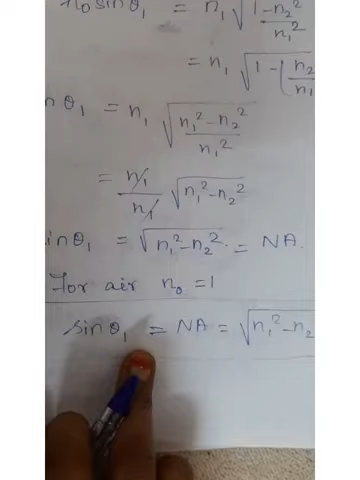 n₀ sinθ₁ = n₁ √(1 - n₂²/n₁²)
= n₁ √(1 - (n₂/n₁
n θ₁ = n₁ √((n₁² - n₂²)/n₁²)
= n₁/n₁ √(n₁² - n₂²)
inθ₁ = √(n₁² - n₂²) = NA.
For air n₀ = 1
sinθ₁ = NA = √(n₁² - n₂